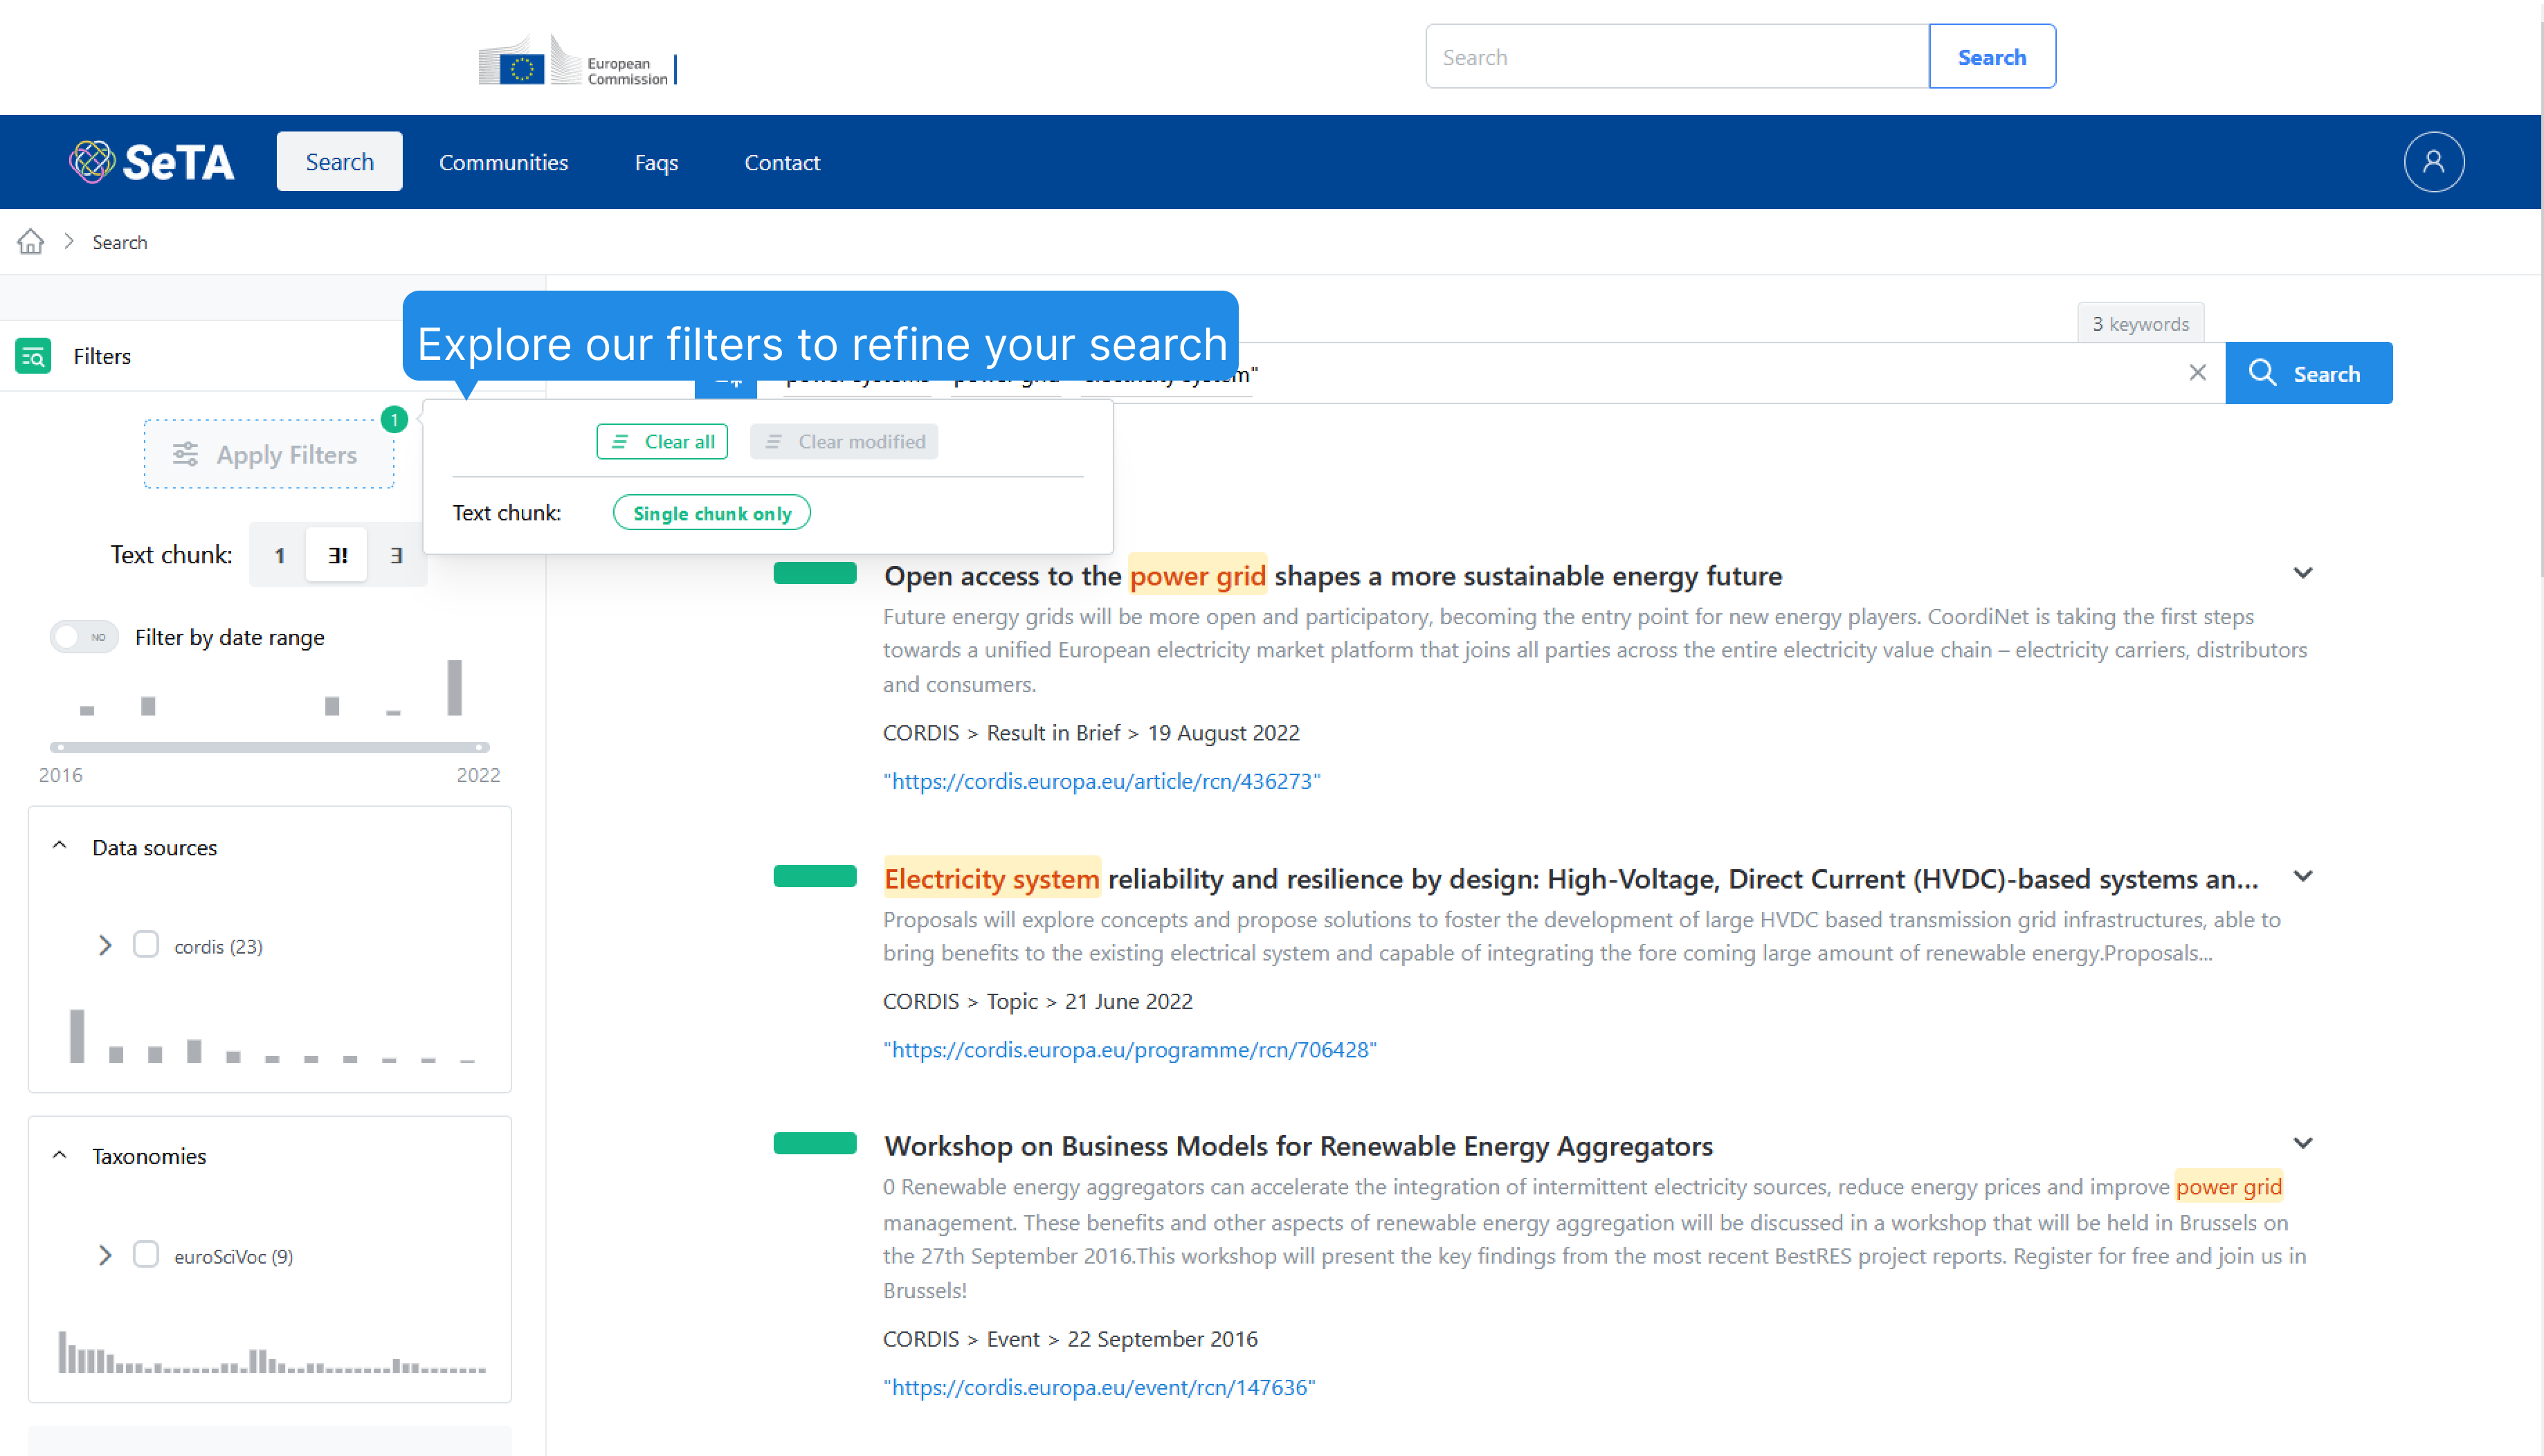 European
Commission
Search
Search
SeTA
Search
Communities
Faqs
Contact
Search
Filters
Explore our filters to refine your search
3 keywords
Search
1
Apply Filters
Clear all
Clear modified
Text chunk:
Single chunk only
Text chunk:
1
∃!
∃
NO
Filter by date range
2016
2022
Data sources
cordis (23)
Taxonomies
euroSciVoc (9)
Open access to the power grid shapes a more sustainable energy future
Future energy grids will be more open and participatory, becoming the entry point for new energy players. CoordiNet is taking the first steps
towards a unified European electricity market platform that joins all parties across the entire electricity value chain – electricity carriers, distributors
and consumers.
CORDIS > Result in Brief > 19 August 2022
"https://cordis.europa.eu/article/rcn/436273"
Electricity system reliability and resilience by design: High-Voltage, Direct Current (HVDC)-based systems an...
Proposals will explore concepts and propose solutions to foster the development of large HVDC based transmission grid infrastructures, able to
bring benefits to the existing electrical system and capable of integrating the fore coming large amount of renewable energy.Proposals...
CORDIS > Topic > 21 June 2022
"https://cordis.europa.eu/programme/rcn/706428"
Workshop on Business Models for Renewable Energy Aggregators
0 Renewable energy aggregators can accelerate the integration of intermittent electricity sources, reduce energy prices and improve power grid
management. These benefits and other aspects of renewable energy aggregation will be discussed in a workshop that will be held in Brussels on
the 27th September 2016.This workshop will present the key findings from the most recent BestRES project reports. Register for free and join us in
Brussels!
CORDIS > Event > 22 September 2016
"https://cordis.europa.eu/event/rcn/147636"